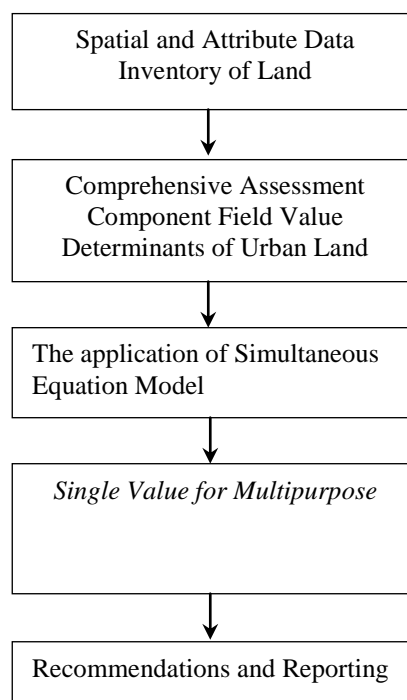 Spatial and Attribute Data
Inventory of Land
Comprehensive Assessment
Component Field Value
Determinants of Urban Land
The application of Simultaneous
Equation Model
Single Value for Multipurpose
Recommendations and Reporting